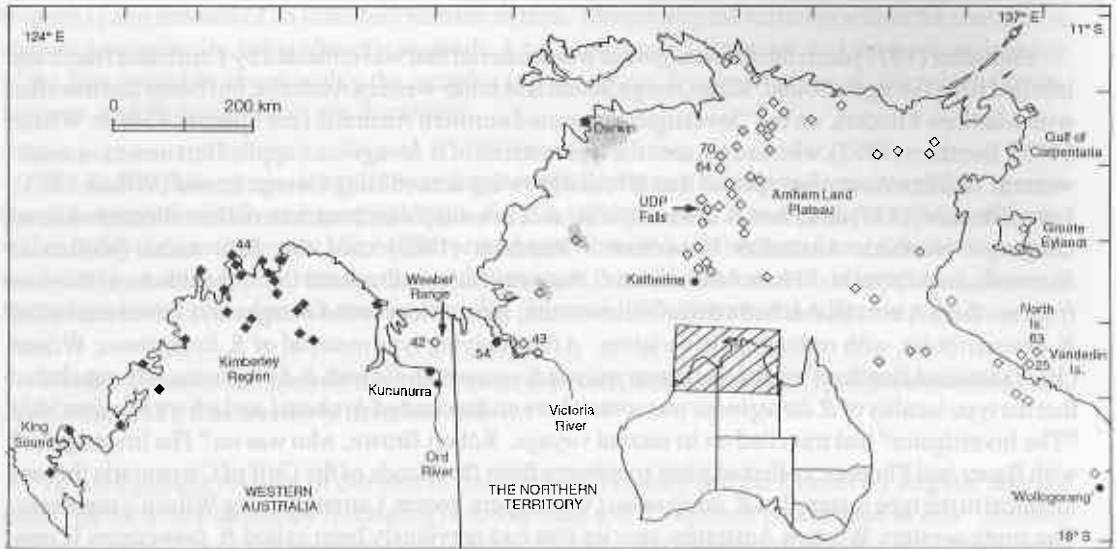 124° E
137° E
11° S
0 200 km
Darwin
Gulf of
Carpentaria
70
64
UDP
Falls
Arnhem Land
Plateau
Groote
Eylandt
44
Katherine
Weaber
Range
North
Is.
63
Vanderlin
Is.
25
42
54
43
Kimberley
Region
Kununurra
King
Sound
Victoria
River
Ord
River
WESTERN
AUSTRALIA
THE NORTHERN
TERRITORY
'Wollogorang'
18° S